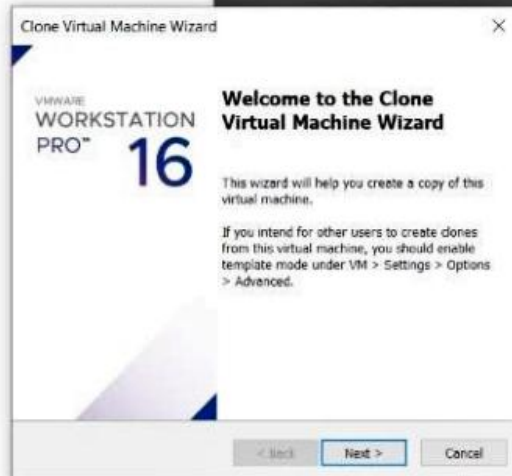 Clone Virtual Machine Wizard
VMWARE
WORKSTATION
PRO™
16
Welcome to the Clone
Virtual Machine Wizard
This wizard will help you create a copy of this
virtual machine.
If you intend for other users to create clones
from this virtual machine, you should enable
template mode under VM > Settings > Options
> Advanced.
< Back
Next >
Cancel